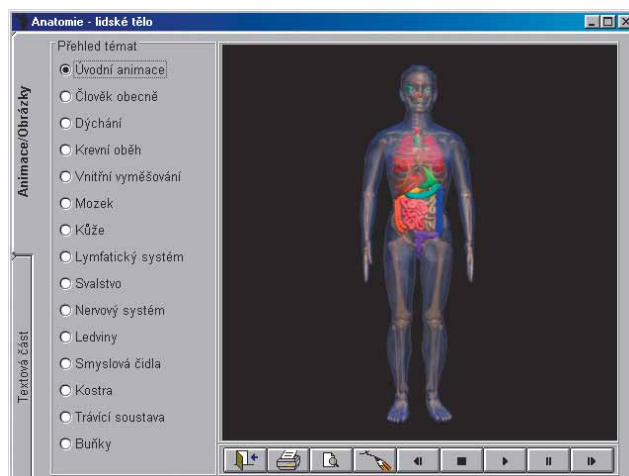 Anatomie - lidské tělo
Animace/Obrázky
Textová část
Přehled témat
Úvodní animace
Člověk obecně
Dýchání
Krevní oběh
Vnitřní vyměšování
Mozek
Kůže
Lymfatický systém
Svalstvo
Nervový systém
Ledviny
Smyslová čidla
Kostra
Trávící soustava
Buňky